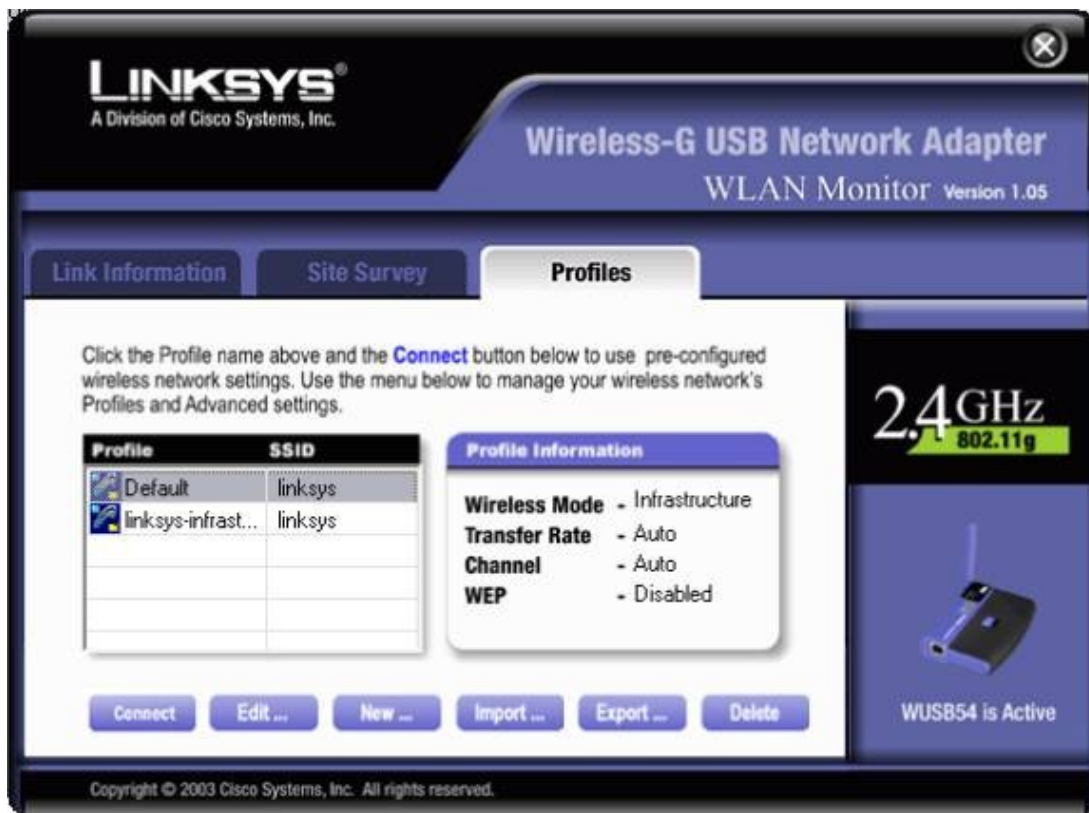 LINKSYS®
A Division of Cisco Systems, Inc.
Wireless-G USB Network Adapter
WLAN Monitor Version 1.05
Link Information Site Survey Profiles
Click the Profile name above and the Connect button below to use pre-configured
wireless network settings. Use the menu below to manage your wireless network's
Profiles and Advanced settings.
Profile SSID
Default linksys
linksys-infrast... linksys
Profile Information
Wireless Mode - Infrastructure
Transfer Rate - Auto
Channel - Auto
WEP - Disabled
2.4GHz
802.11g
Connect Edit ... New ... Import ... Export ... Delete
WUSB54 is Active
Copyright © 2003 Cisco Systems, Inc. All rights reserved.